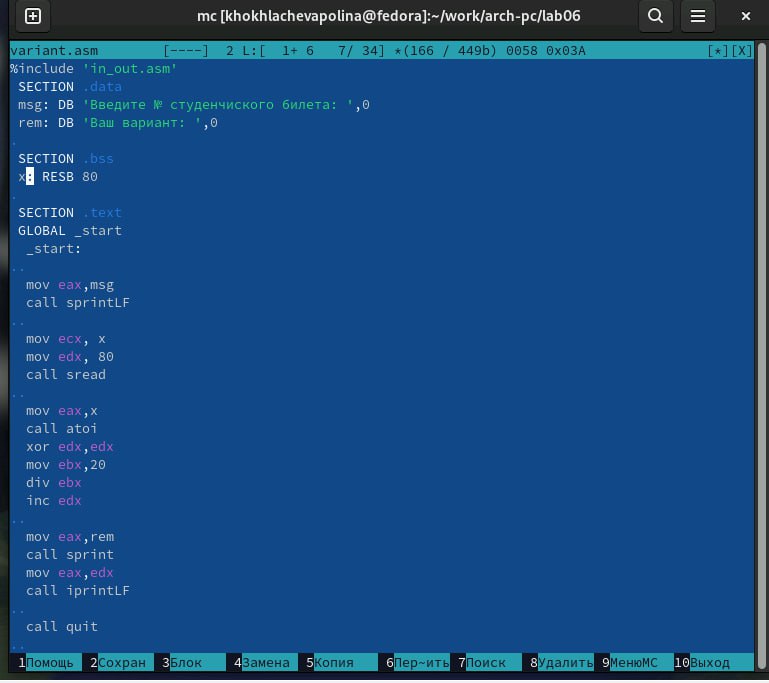 mc [khokhlachevapolina@fedora]:~/work/arch-pc/lab06
variant.asm [----] 2 L:[ 1+ 6 7/ 34] *(166 / 449b) 0058 0x03A [*][X]
%include 'in_out.asm'
SECTION .data
msg: DB 'Введите № студенчиского билета: ',0
rem: DB 'Ваш вариант: ',0
.
SECTION .bss
x: RESB 80
.
SECTION .text
GLOBAL _start
_start:
..
mov eax,msg
call sprintLF
..
mov ecx, x
mov edx, 80
call sread
..
mov eax,x
call atoi
xor edx,edx
mov ebx,20
div ebx
inc edx
..
mov eax,rem
call sprint
mov eax,edx
call iprintLF
..
call quit
..
1Помощь 2Сохран 3Блок 4Замена 5Копия 6Пер~ить 7Поиск 8Удалить 9МенюMC 10Выход